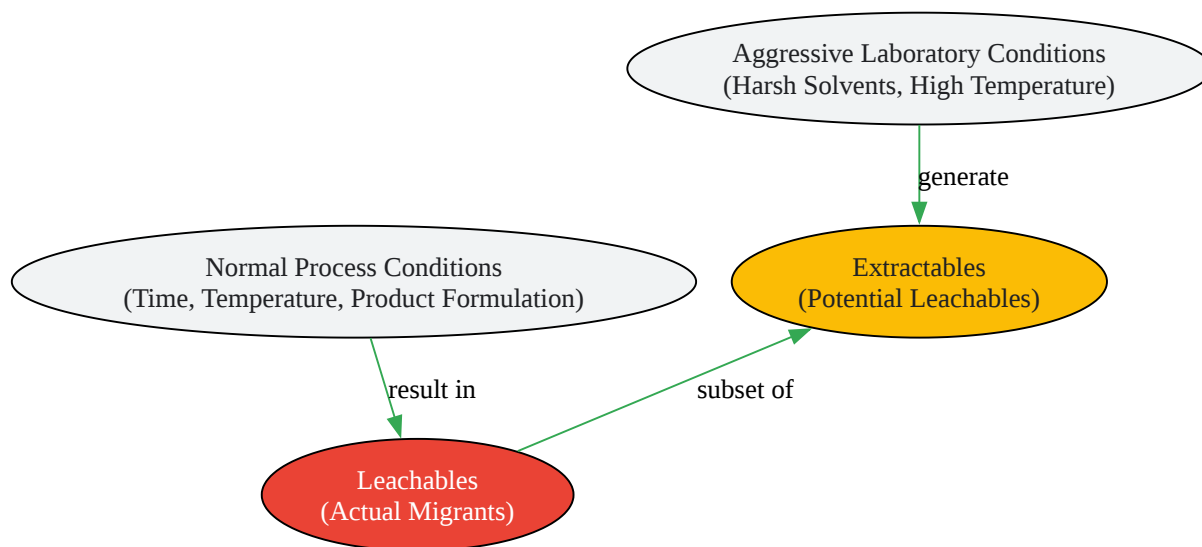 Aggressive Laboratory Conditions
(Harsh Solvents, High Temperature)
generate
Normal Process Conditions
(Time, Temperature, Product Formulation)
Extractables
(Potential Leachables)
result in
subset of
Leachables
(Actual Migrants)